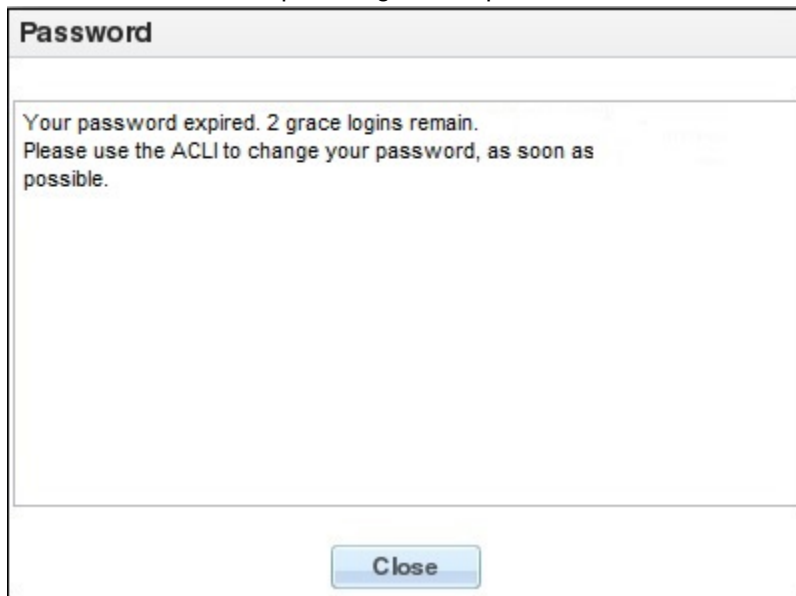 Password
Your password expired. 2 grace logins remain.
Please use the ACLI to change your password, as soon as
possible.
Close